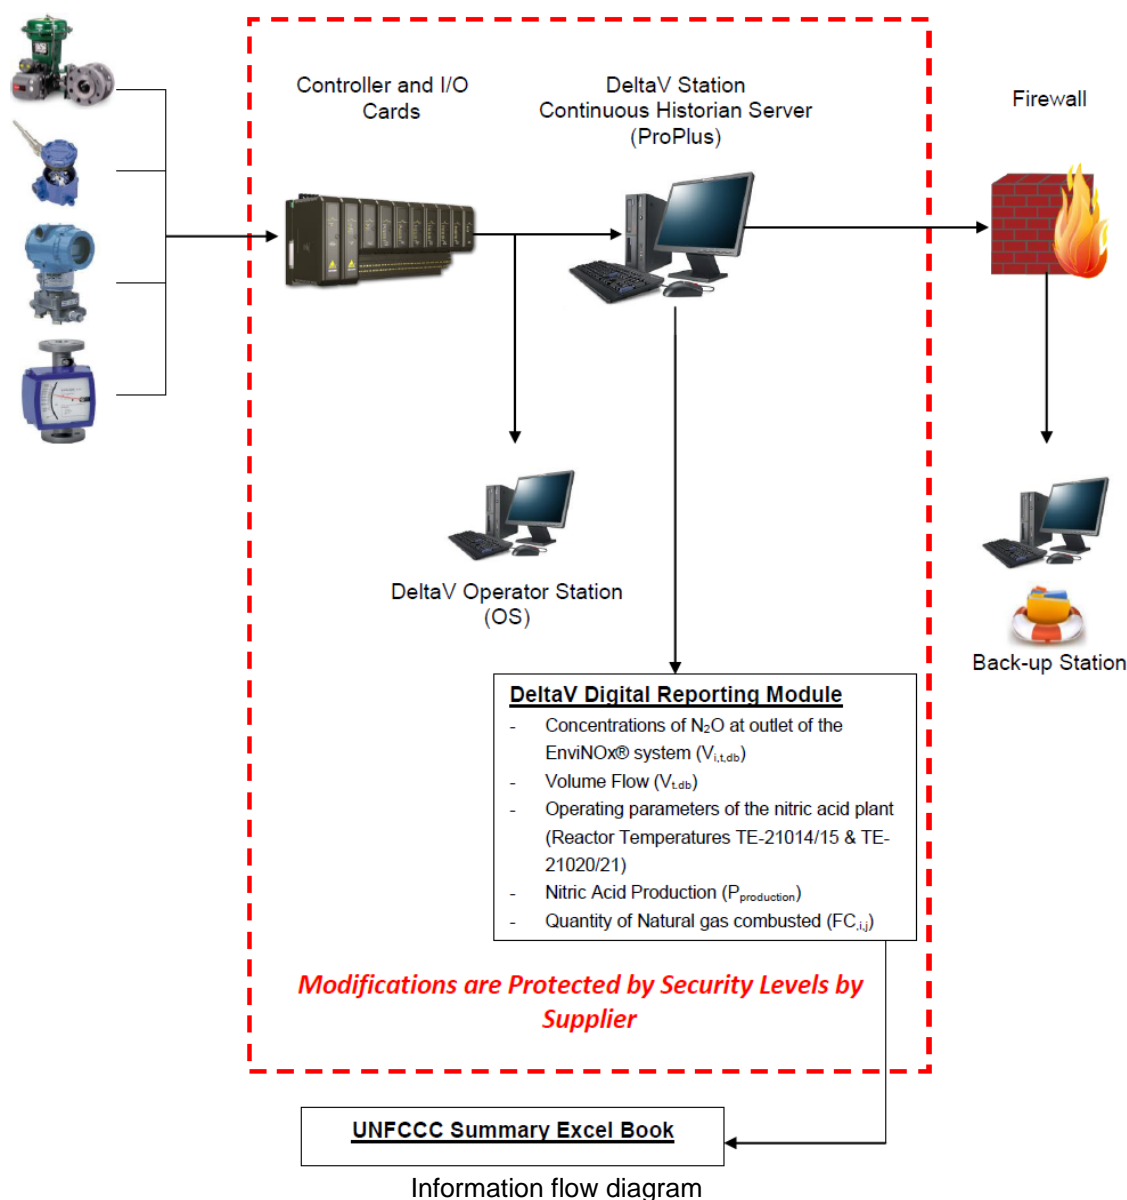 Controller and I/O
Cards
DeltaV Station
Continuous Historian Server
(ProPlus)
Firewall
DeltaV Operator Station
(OS)
Back-up Station
DeltaV Digital Reporting Module
- Concentrations of N₂O at outlet of the
EnviNOx® system (Vi,t,db)
- Volume Flow (Vt.db)
- Operating parameters of the nitric acid plant
(Reactor Temperatures TE-21014/15 & TE-
21020/21)
- Nitric Acid Production (Pproduction)
- Quantity of Natural gas combusted (FC,i,j)
Modifications are Protected by Security Levels by
Supplier
UNFCCC Summary Excel Book
Information flow diagram